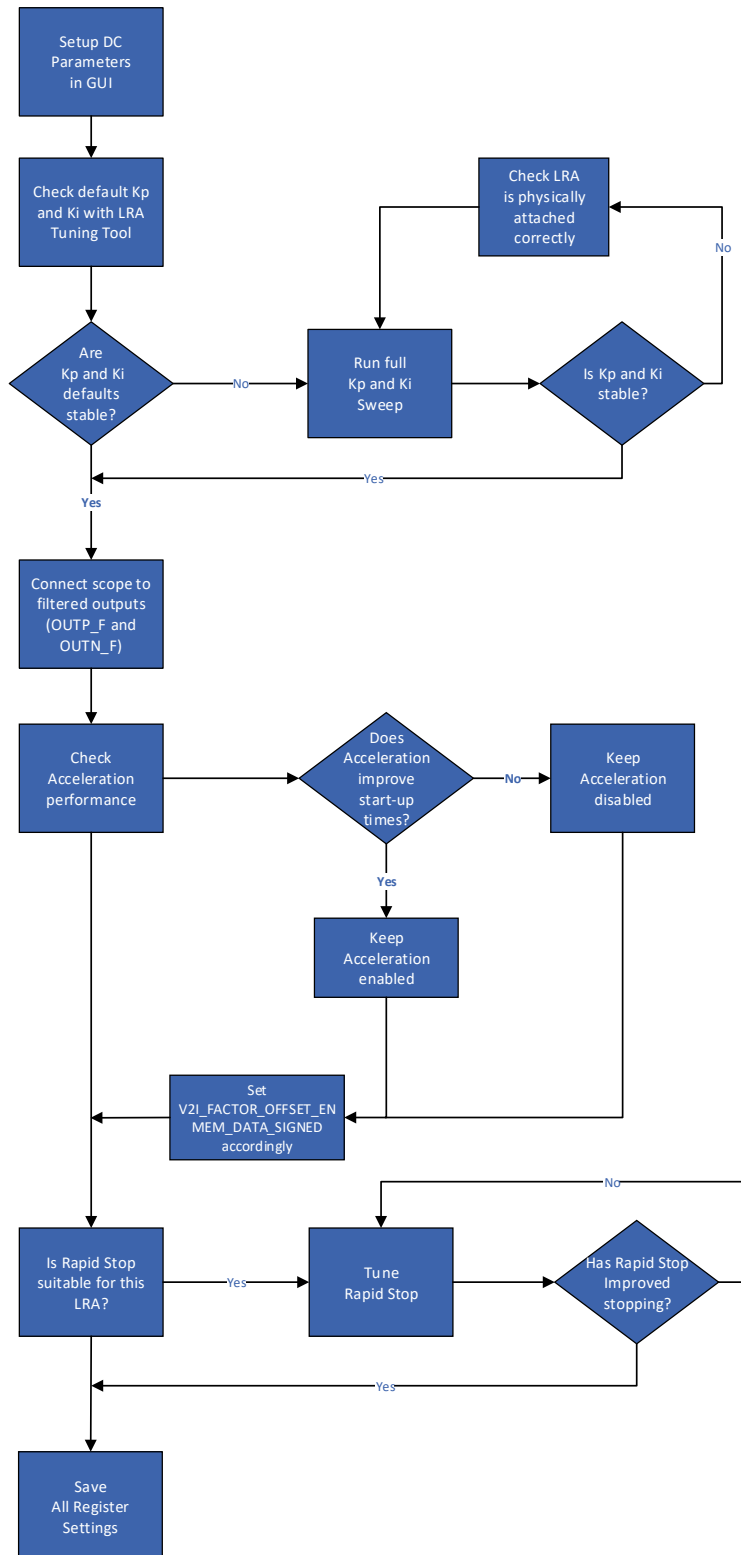 Setup DC
Parameters
in GUI
Check default Kp
and Ki with LRA
Tuning Tool
Check LRA
is physically
attached
correctly
No
Are
Kp and Ki
defaults
stable?
No
Run full
Kp and Ki
Sweep
Is Kp and Ki
stable?
Yes
Yes
Connect scope to
filtered outputs
(OUTP_F and
OUTN_F)
Check
Acceleration
performance
Does
Acceleration
improve
start-up
times?
No
Keep
Acceleration
disabled
Yes
Keep
Acceleration
enabled
Set
V2I_FACTOR_OFFSET_EN
MEM_DATA_SIGNED
accordingly
No
Is Rapid Stop
suitable for this
LRA?
Yes
Tune
Rapid Stop
Has Rapid Stop
Improved
stopping?
Yes
Save
All Register
Settings